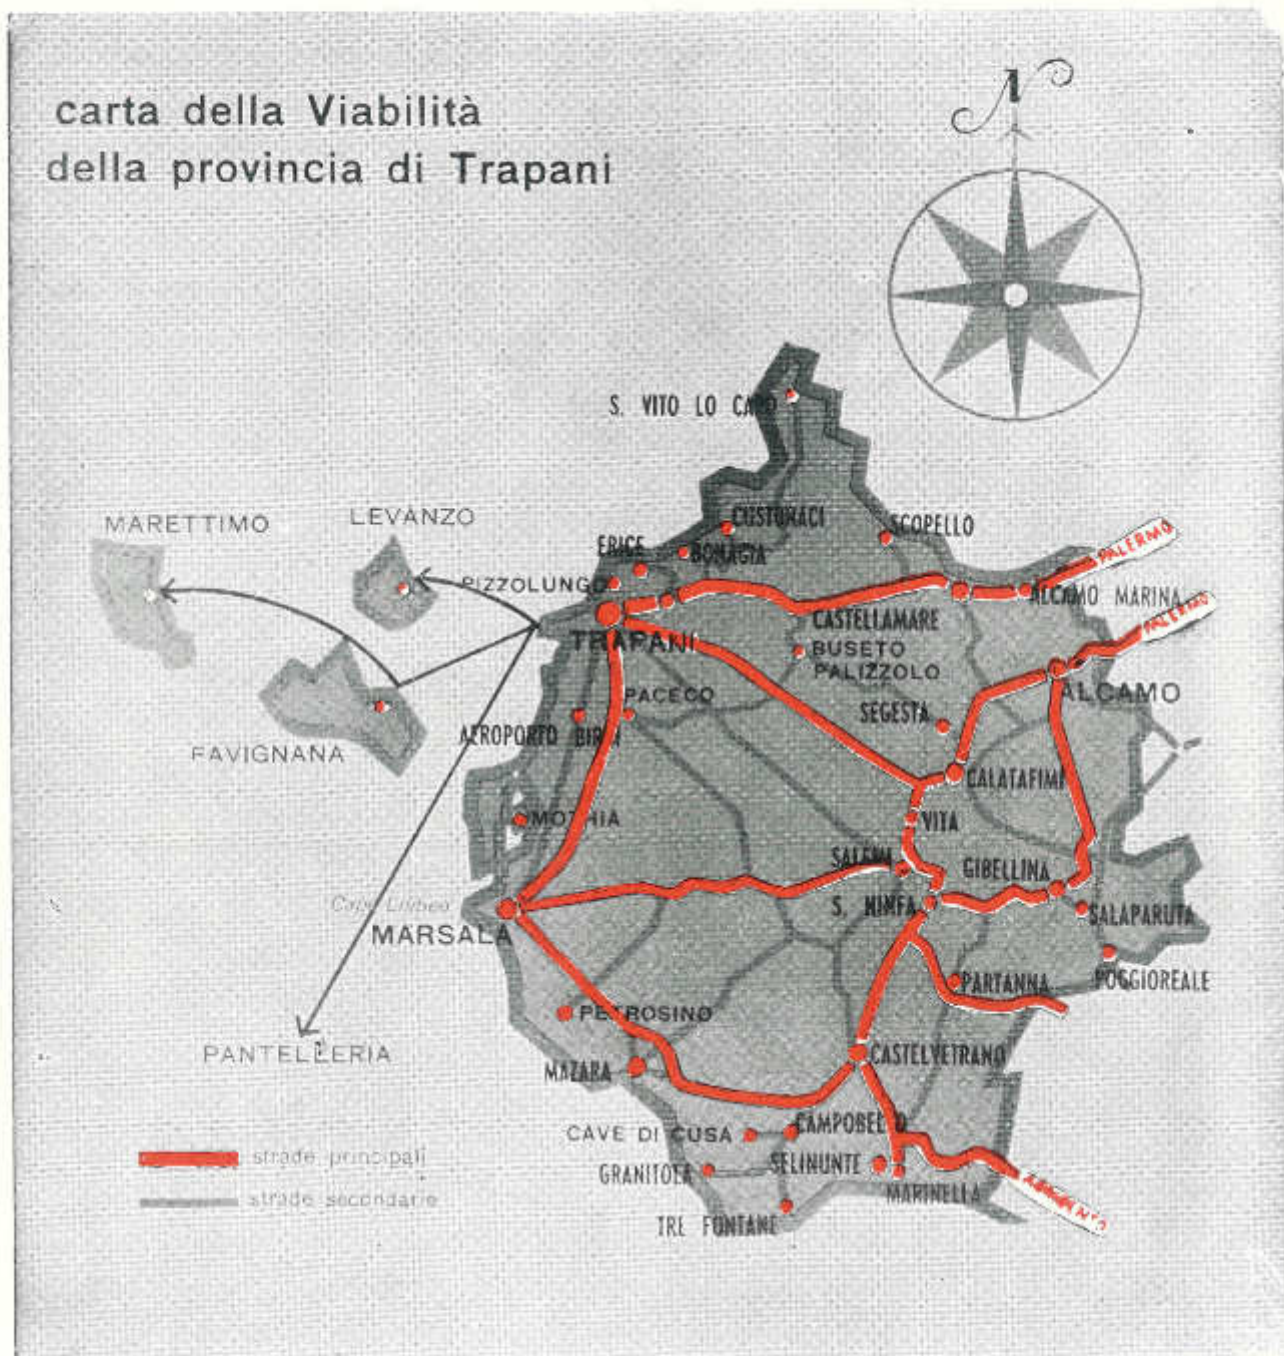 carta della Viabilità
della provincia di Trapani
N
S. VITO LO CAPO
MARETTIMO
LEVANZO
CUSTONACI
SCOPELLO
ERICE
BONAGIA
PALERMO
PIZZOLUNGO
ALCAMO MARINA
CASTELLAMARE
PALERMO
TRAPANI
BUSETO
PALIZZOLO
ALCAMO
PACECO
SEGESTA
AEROPORTO BIRGI
FAVIGNANA
CALATAFIMI
MOTHIA
VITA
SALEMI
GIBELLINA
Capo Lilibeo
S. NINFA
SALAPARUTA
MARSALA
PARTANNA
POGGIOREALE
PETROSINO
PANTELLERIA
CASTELVETRANO
MAZARA
CAVE DI CUSA
CAMPOBELLO
strade principali
GRANITOLA
SELINUNTE
MARINELLA
AGRIGENTO
strade secondarie
TRE FONTANE